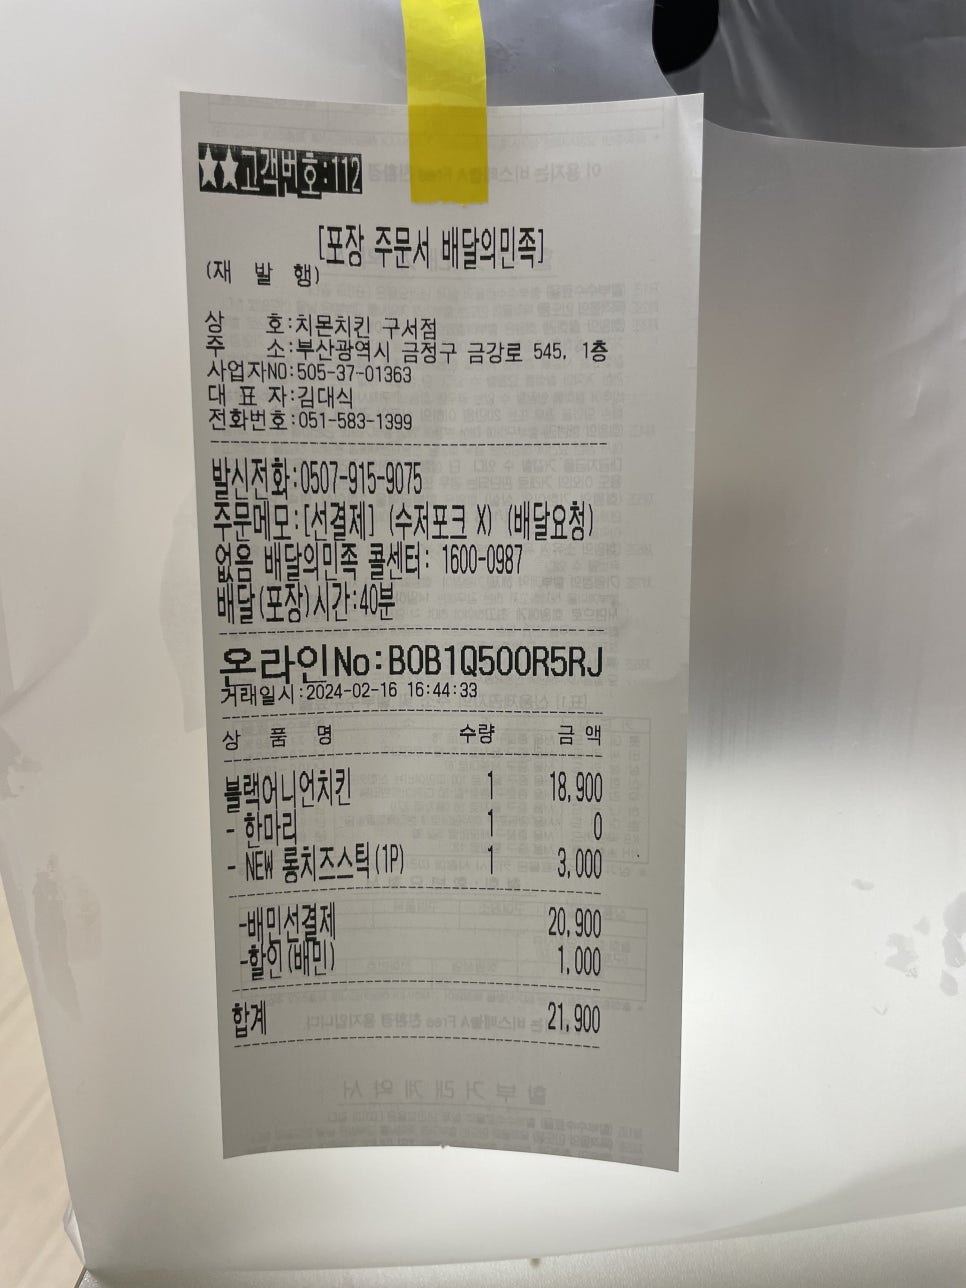 ★★고객번호:112
[포장 주문서 배달의민족]
(재 발 행)
상 호:치몬치킨 구서점
주 소:부산광역시 금정구 금강로 545, 1층
사업자NO:505-37-01363
대 표 자:김대식
전화번호:051-583-1399
발신전화:0507-915-9075
주문메모:[선결제] (수저포크 X) (배달요청)
없음 배달의민족 콜센터: 1600-0987
배달(포장)시간:40분
온라인No:B0B1Q500R5RJ
거래일시:2024-02-16 16:44:33
상 품 명 수량 금 액
블랙어니언치킨 1 18,900
- 한마리 1 0
- NEW 롱치즈스틱(1P) 1 3,000
-배민선결제 20,900
-할인(배민) 1,000
합계 21,900